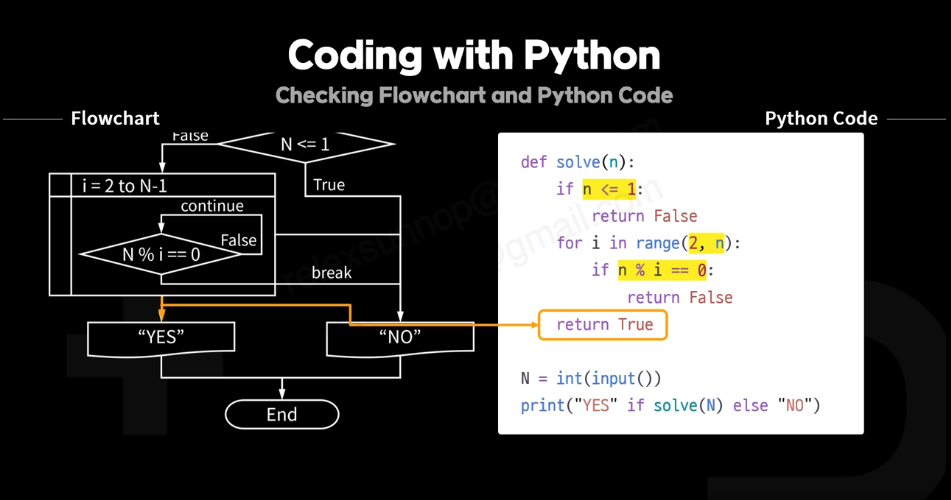 Coding with Python
Checking Flowchart and Python Code
Flowchart
Python Code
False
N <= 1
True
i = 2 to N-1
continue
False
N % i == 0
break
"YES"
"NO"
End
def solve(n):
if n <= 1:
return False
for i in range(2, n):
if n % i == 0:
return False
return True
N = int(input())
print("YES" if solve(N) else "NO")